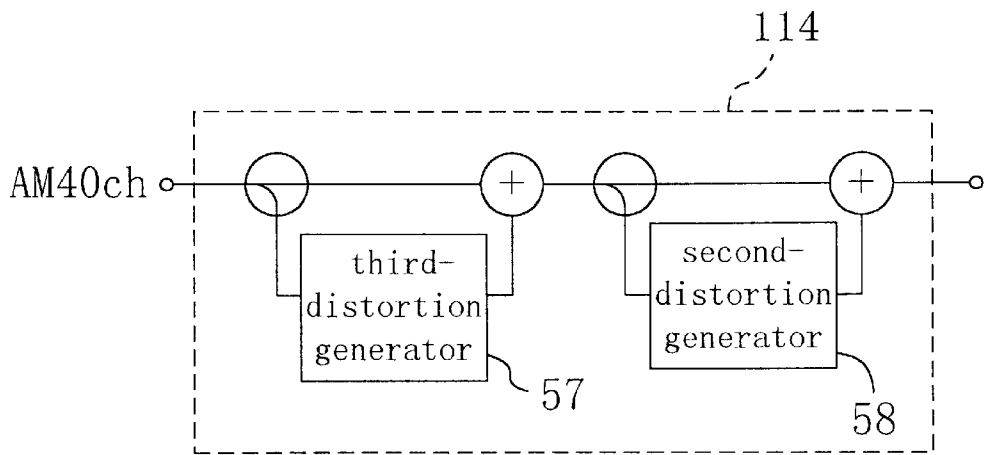 114
AM40ch
+
+
third-
distortion
generator
second-
distortion
generator
57
58